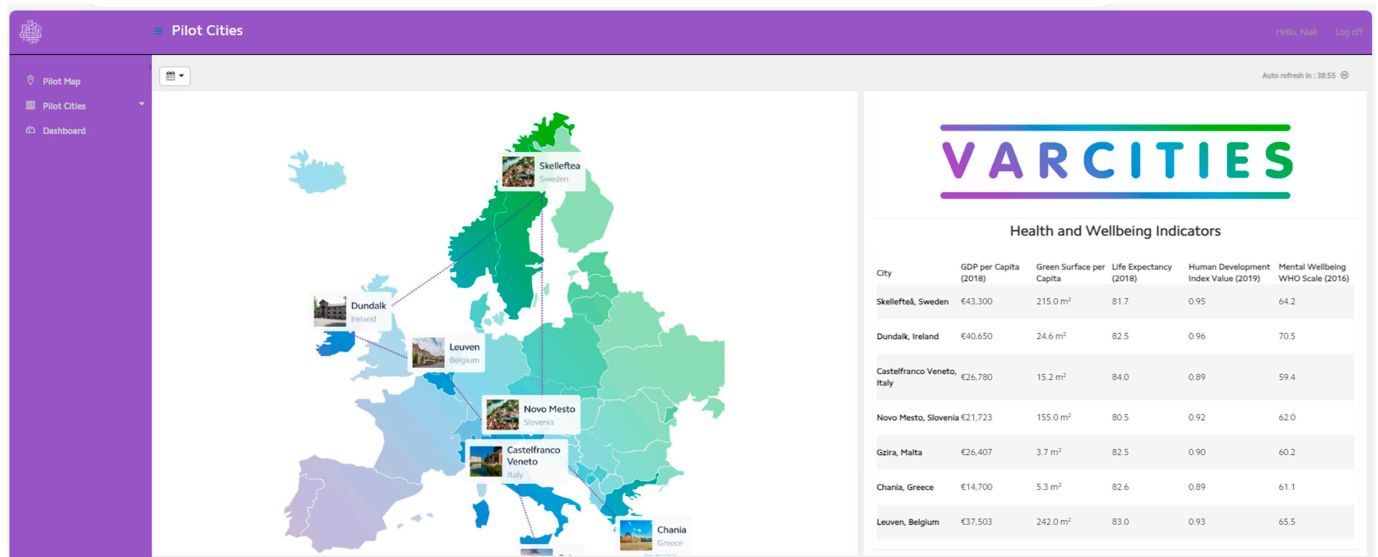 Pilot Cities
Hello, Niall
Log off
Pilot Map
Pilot Cities
Dashboard
Auto refresh in : 38:55
Skelleftea
Sweden
Dundalk
Ireland
Leuven
Belgium
Novo Mesto
Slovenia
Castelfranco
Veneto
Italy
Chania
Greece
VARCITIES
Health and Wellbeing Indicators
City GDP per Capita (2018) Green Surface per Capita Life Expectancy (2018) Human Development Index Value (2019) Mental Wellbeing WHO Scale (2016)
Skellefteå, Sweden €43,300 215.0 m² 81.7 0.95 64.2
Dundalk, Ireland €40,650 24.6 m² 82.5 0.96 70.5
Castelfranco Veneto, Italy €26,780 15.2 m² 84.0 0.89 59.4
Novo Mesto, Slovenia €21,723 155.0 m² 80.5 0.92 62.0
Gzira, Malta €26,407 3.7 m² 82.5 0.90 60.2
Chania, Greece €14,700 5.3 m² 82.6 0.89 61.1
Leuven, Belgium €37,503 242.0 m² 83.0 0.93 65.5